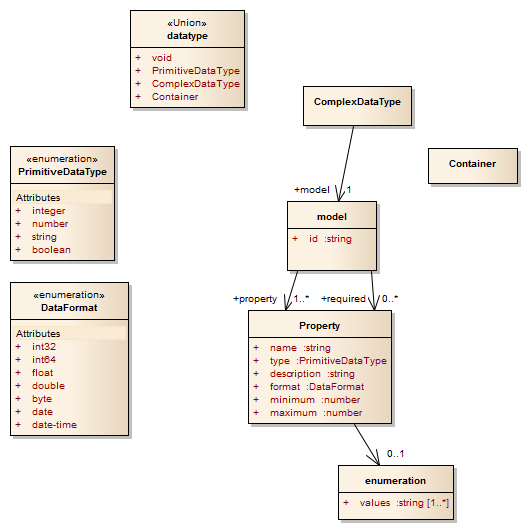 «Union»
datatype
+ void
+ PrimitiveDataType
+ ComplexDataType
+ Container
ComplexDataType
Container
«enumeration»
PrimitiveDataType
Attributes
+ integer
+ number
+ string
+ boolean
+model 1
model
+ id :string
«enumeration»
DataFormat
Attributes
+ int32
+ int64
+ float
+ double
+ byte
+ date
+ date-time
+property 1..* +required 0..*
Property
+ name :string
+ type :PrimitiveDataType
+ description :string
+ format :DataFormat
+ minimum :number
+ maximum :number
0..1
enumeration
+ values :string [1..*]